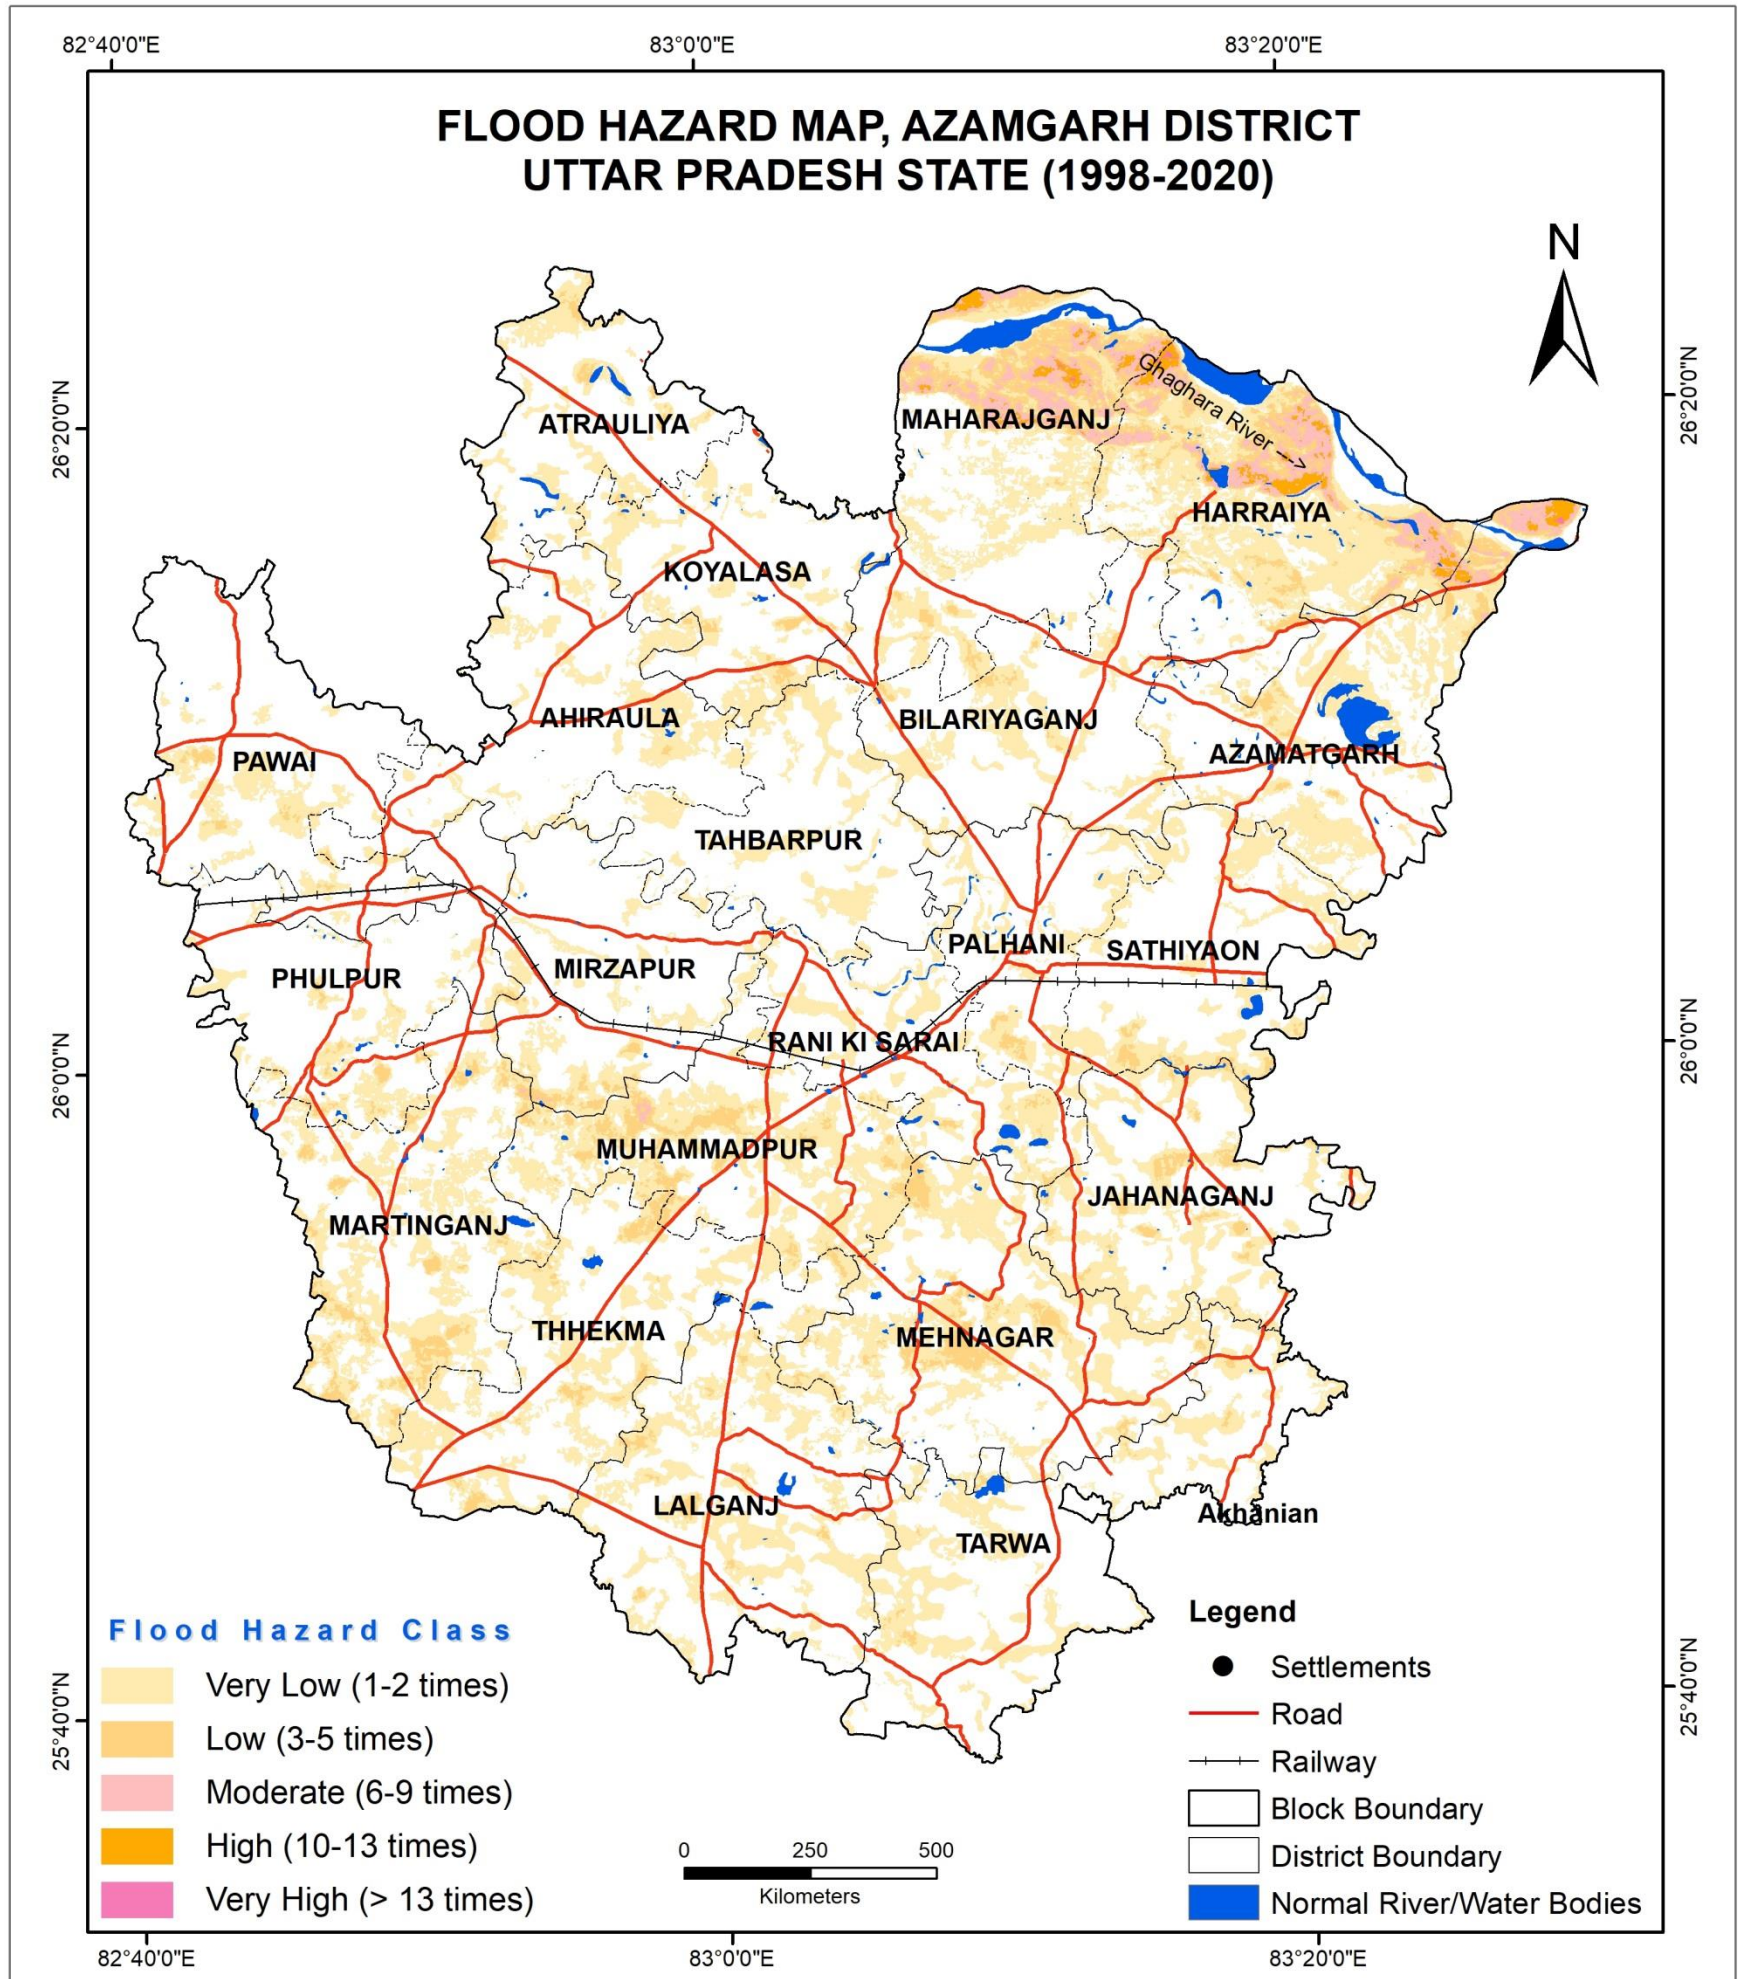 82°40'0"E
83°0'0"E
83°20'0"E
FLOOD HAZARD MAP, AZAMGARH DISTRICT
UTTAR PRADESH STATE (1998-2020)
N
26°20'0"N
26°20'0"N
ATRAULIYA
MAHARAJGANJ
Ghaghara River
HARRAIYA
KOYALASA
AHIRAULA
BILARIYAGANJ
PAWAI
AZAMATGARH
TAHBARPUR
PALHANI
SATHIYAON
MIRZAPUR
PHULPUR
RANI KI SARAI
26°0'0"N
26°0'0"N
MUHAMMADPUR
JAHANAGANJ
MARTINGANJ
THHEKMA
MEHNAGAR
LALGANJ
Akhanian
TARWA
Flood Hazard Class
Very Low (1-2 times)
Low (3-5 times)
Moderate (6-9 times)
High (10-13 times)
Very High (> 13 times)
0 250 500
Kilometers
Legend
Settlements
Road
Railway
Block Boundary
District Boundary
Normal River/Water Bodies
25°40'0"N
25°40'0"N
82°40'0"E
83°0'0"E
83°20'0"E